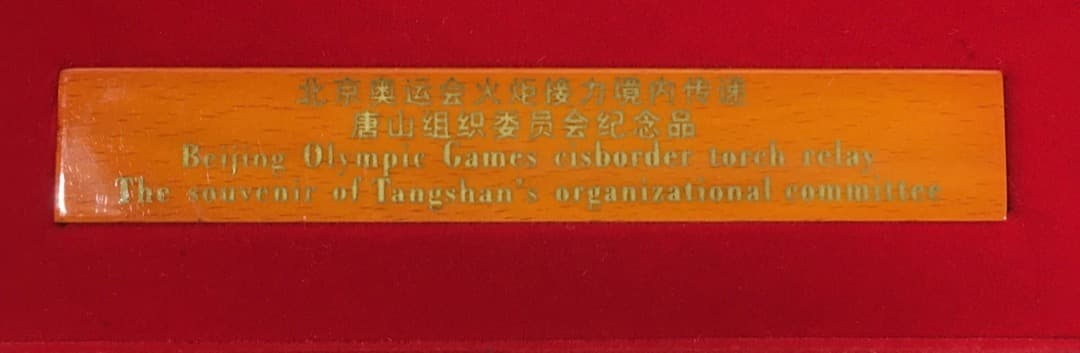 北京奥运会火炬接力境内传递
唐山组织委员会纪念品
Beijing Olympic Games cisborder torch relay
The souvenir of Tangshan's organizational committee